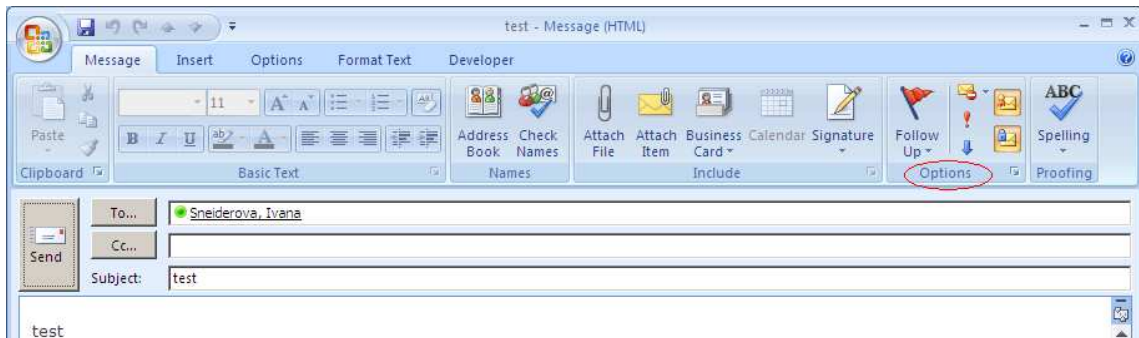 test - Message (HTML)
Message Insert Options Format Text Developer
11 A A
B I U ab A
ABC
Paste
Address Book
Check Names
Attach File
Attach Item
Business Card
Calendar
Signature
Follow Up
Spelling
Clipboard Basic Text Names Include Options Proofing
To... Sneiderova, Ivana
Cc...
Send
Subject: test
test